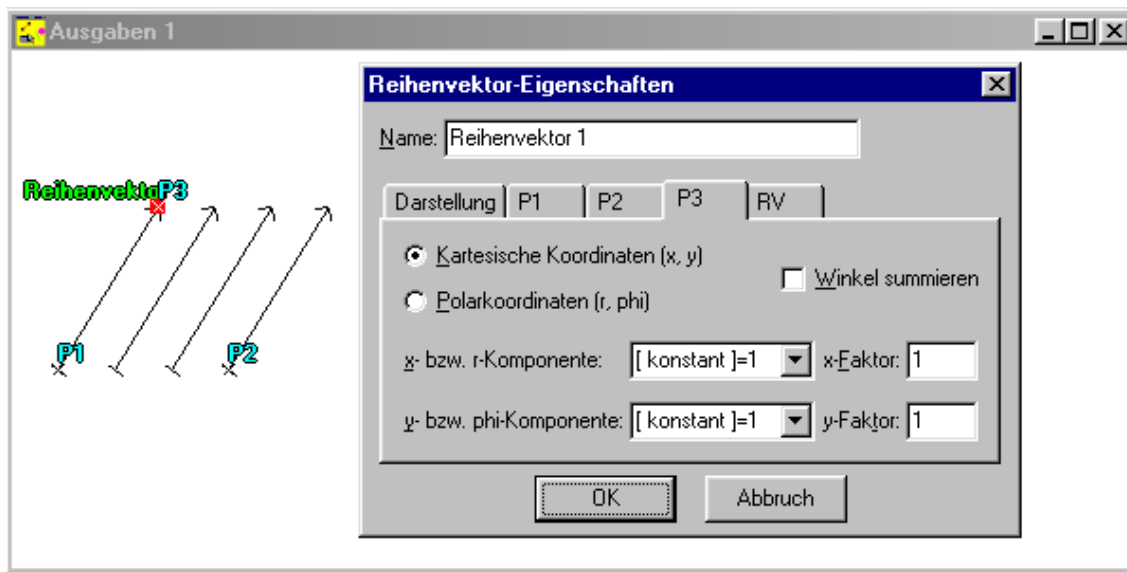 Ausgaben 1
Reihenvektor-Eigenschaften
Name: Reihenvektor 1
Darstellung P1 P2 P3 RV
Kartesische Koordinaten (x, y)
Winkel summieren
Polarkoordinaten (r, phi)
x- bzw. r-Komponente: [ konstant ]=1 x-Faktor: 1
y- bzw. phi-Komponente: [ konstant ]=1 y-Faktor: 1
OK Abbruch
ReihenvektoP3
P1 P2